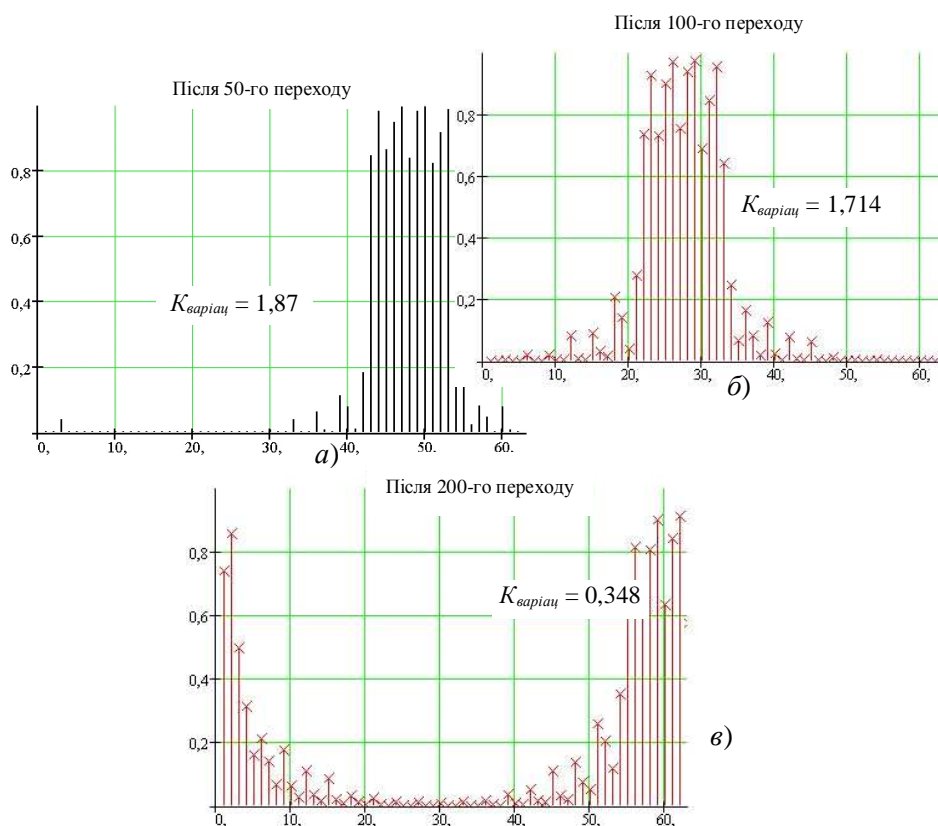 Після 50-го переходу
0,8
0,6
0,4
0,2
0, 10, 20, 30, 40, 50. 60.
К варіац = 1,87
а)
Після 100-го переходу
0,8
0,6
0,4
0,2
0, 10, 20, 30, 40, 50, 60,
К варіац = 1,714
б)
Після 200-го переходу
0,8
0,6
0,4
0,2
0, 10, 20, 30, 40, 50, 60,
К варіац = 0,348
в)